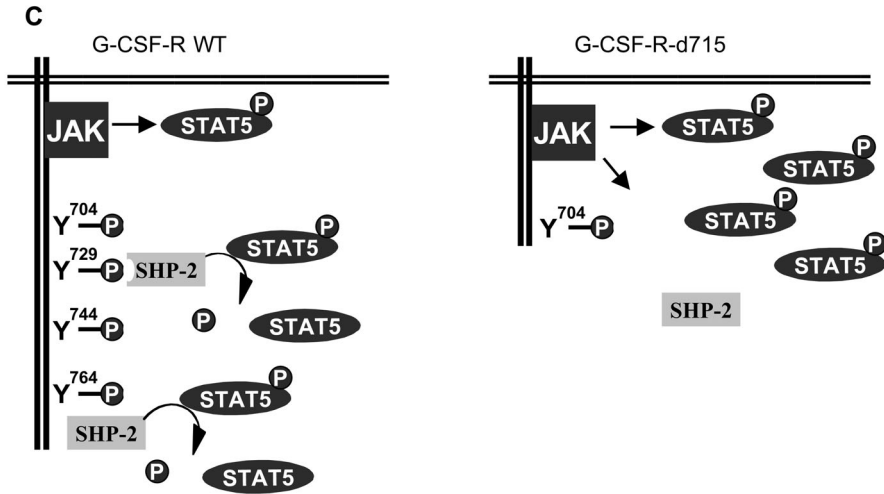 C
G-CSF-R WT
JAK
STAT5
P
Y704
P
Y729
P
SHP-2
STAT5
P
Y744
P
P
STAT5
Y764
P
STAT5
P
SHP-2
P
STAT5
G-CSF-R-d715
JAK
STAT5
P
STAT5
P
Y704
P
STAT5
P
STAT5
P
SHP-2